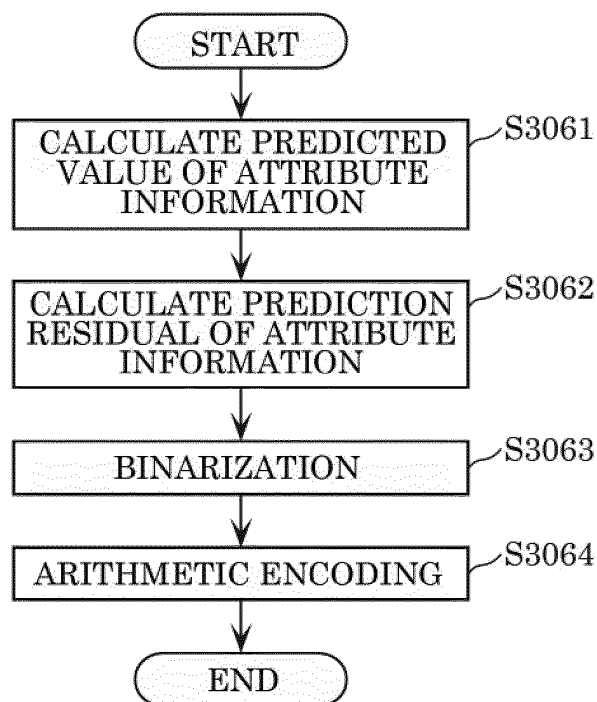 START
CALCULATE PREDICTED
VALUE OF ATTRIBUTE
INFORMATION
S3061
CALCULATE PREDICTION
RESIDUAL OF ATTRIBUTE
INFORMATION
S3062
BINARIZATION
S3063
ARITHMETIC ENCODING
S3064
END